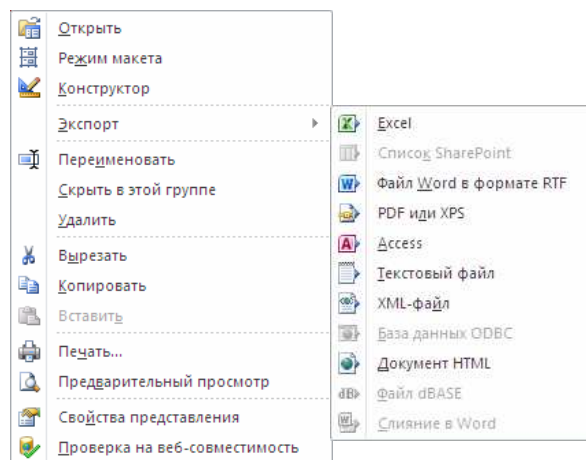 Открыть
Режим макета
Конструктор
Экспорт
Переименовать
Скрыть в этой группе
Удалить
Вырезать
Копировать
Вставить
Печать...
Предварительный просмотр
Свойства представления
Проверка на веб-совместимость
Excel
Список SharePoint
Файл Word в формате RTF
PDF или XPS
Access
Текстовый файл
XML-файл
База данных ODBC
Документ HTML
Файл dBASE
Слияние в Word